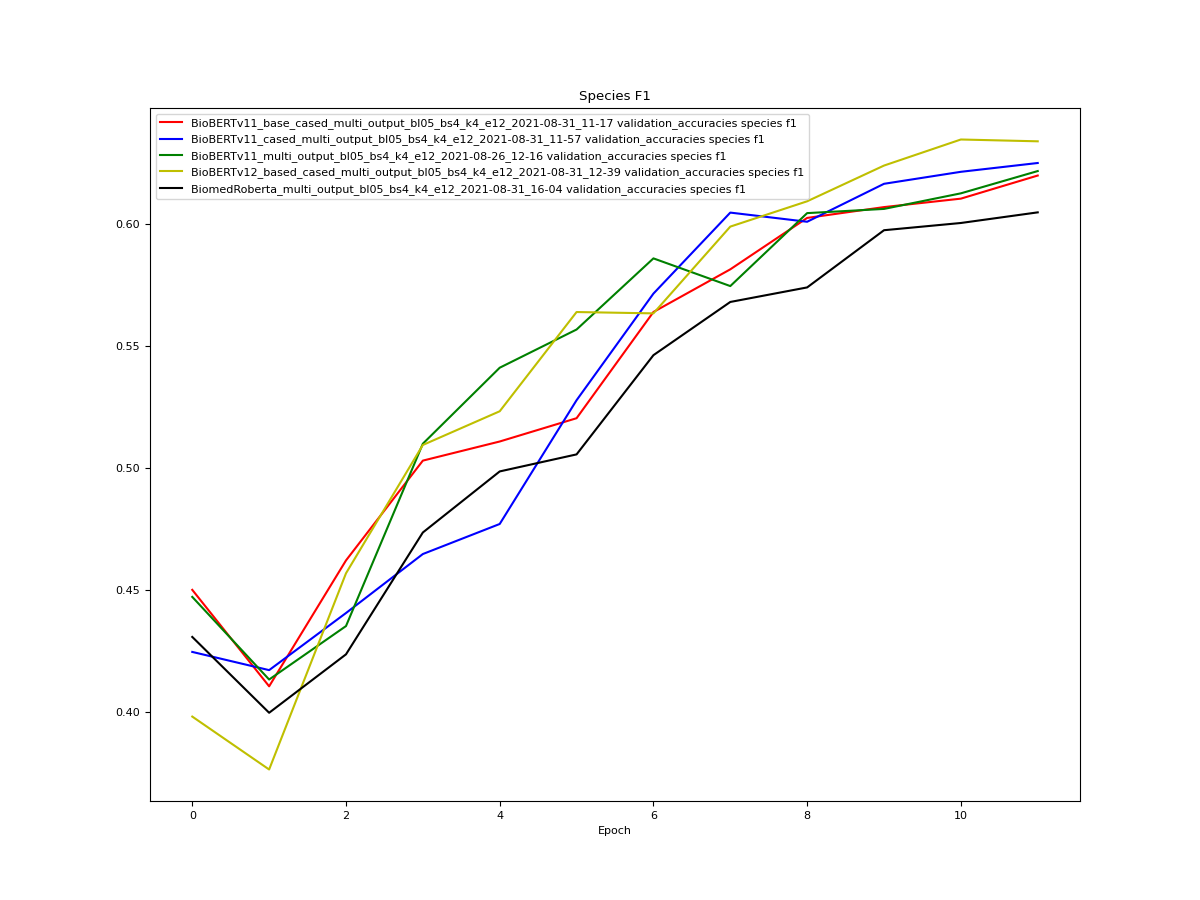 Species F1
BioBERTv11_base_cased_multi_output_bl05_bs4_k4_e12_2021-08-31_11-17 validation_accuracies species f1
BioBERTv11_cased_multi_output_bl05_bs4_k4_e12_2021-08-31_11-57 validation_accuracies species f1
BioBERTv11_multi_output_bl05_bs4_k4_e12_2021-08-26_12-16 validation_accuracies species f1
BioBERTv12_based_cased_multi_output_bl05_bs4_k4_e12_2021-08-31_12-39 validation_accuracies species f1
BiomedRoberta_multi_output_bl05_bs4_k4_e12_2021-08-31_16-04 validation_accuracies species f1
0.60
0.55
0.50
0.45
0.40
0 2 4 6 8 10
Epoch